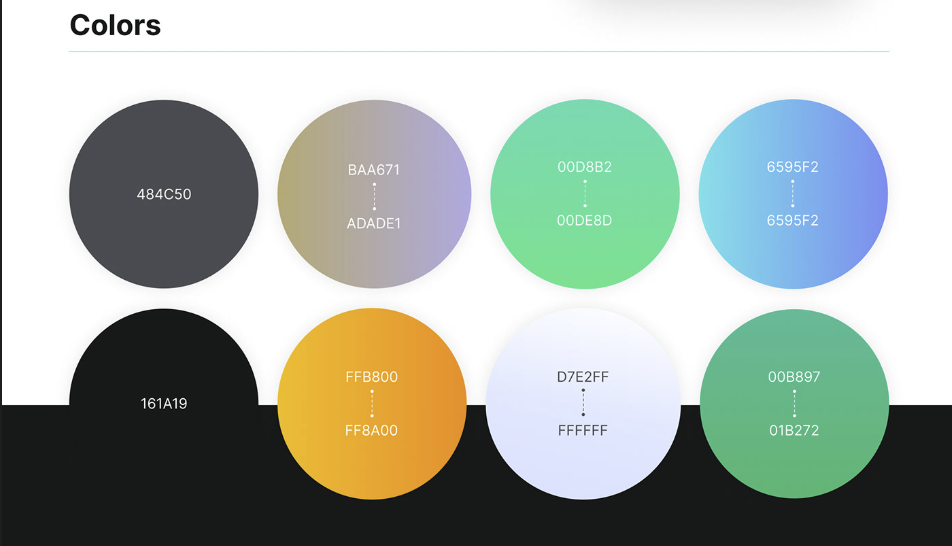 Colors
484C50
BAA671
ADADE1
00D8B2
00DE8D
6595F2
6595F2
161A19
FFB800
FF8A00
D7E2FF
FFFFFF
00B897
01B272